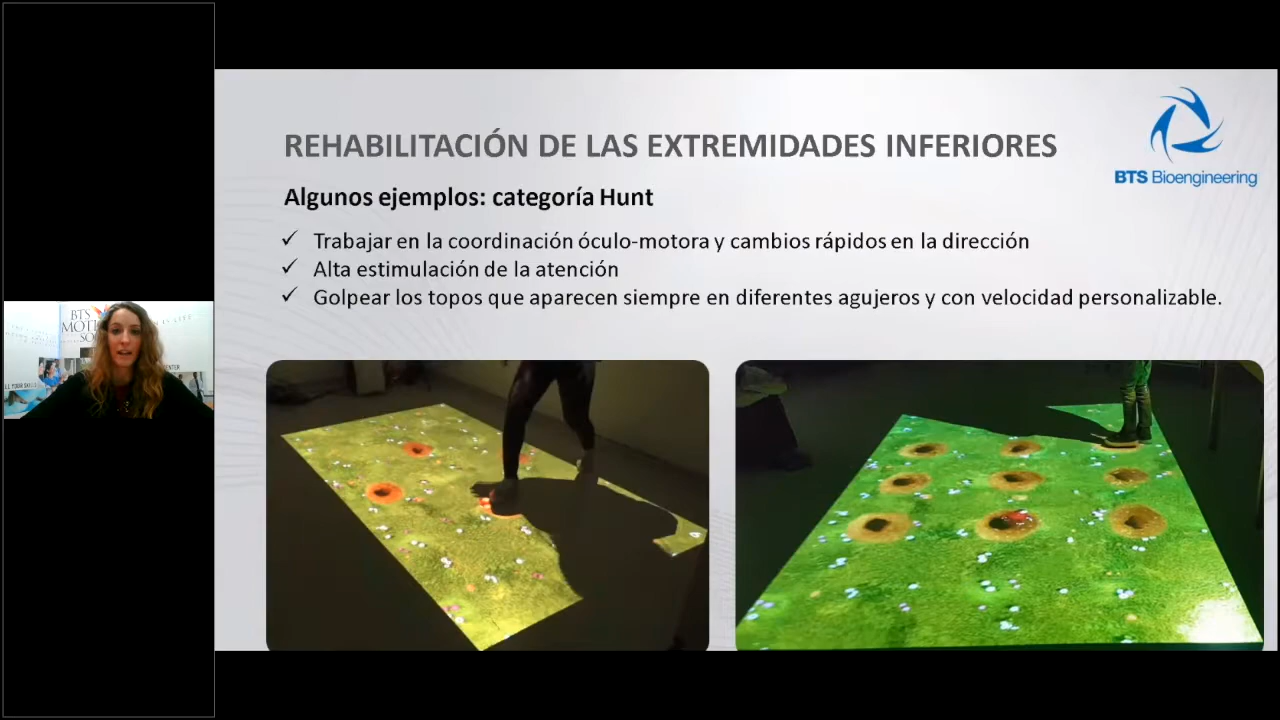 REHABILITACIÓN DE LAS EXTREMIDADES INFERIORES
BTS Bioengineering
Algunos ejemplos: categoría Hunt
✓ Trabajar en la coordinación óculo-motora y cambios rápidos en la dirección
✓ Alta estimulación de la atención
✓ Golpear los topos que aparecen siempre en diferentes agujeros y con velocidad personalizable.
BTS